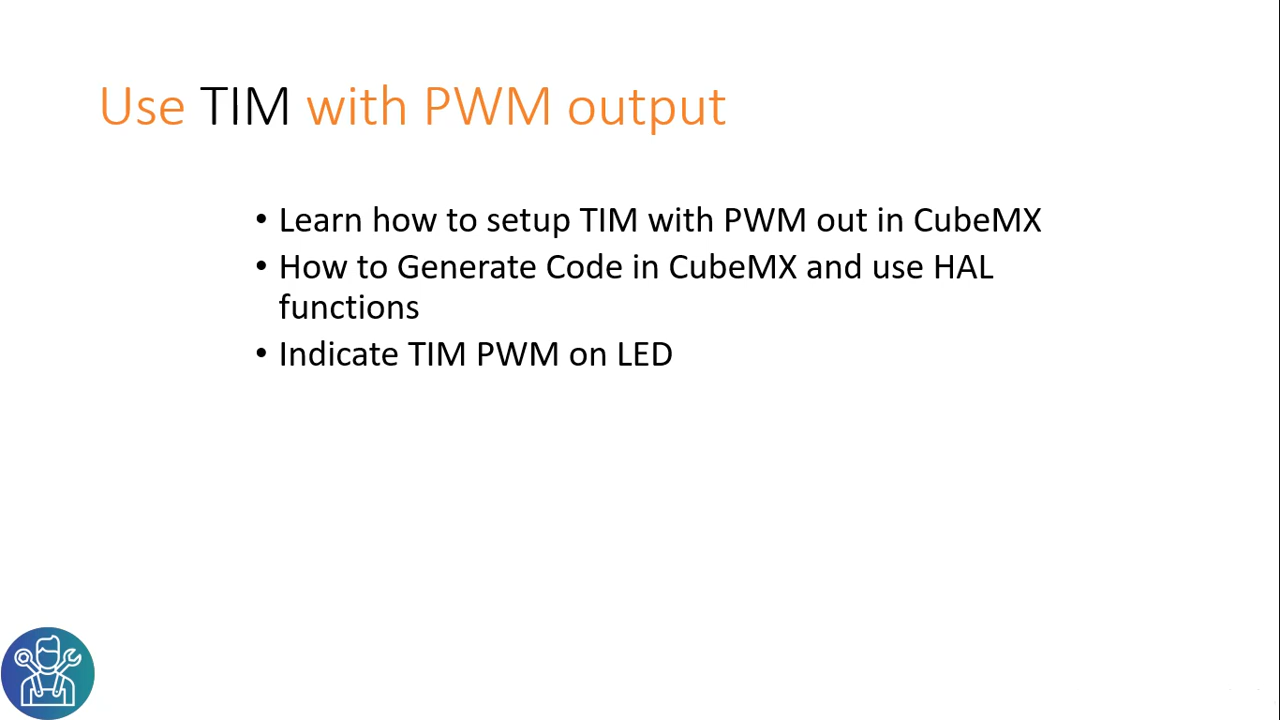 Use TIM with PWM output
• Learn how to setup TIM with PWM out in CubeMX
• How to Generate Code in CubeMX and use HAL
functions
• Indicate TIM PWM on LED